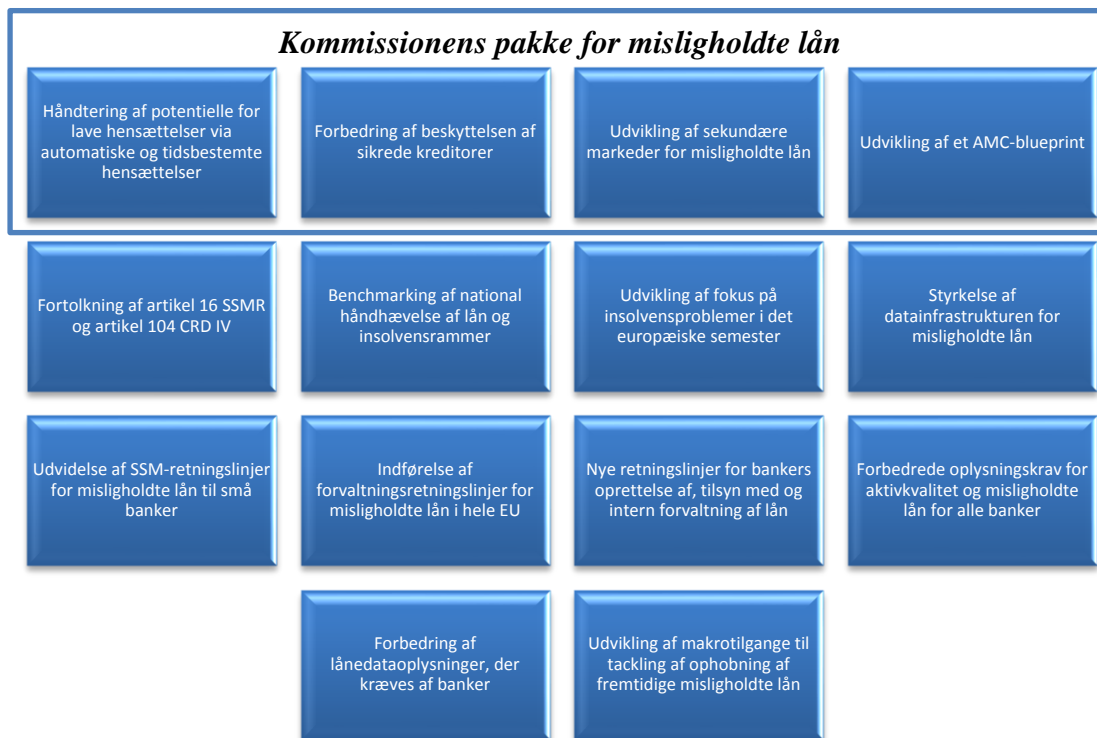 Kommissionens pakke for misligholdte lån
Håndtering af potentielle for
lave hensættelser via
automatiske og tidsbestemte
hensættelser
Forbedring af beskyttelsen af
sikrede kreditorer
Udvikling af sekundære
markeder for misligholdte lån
Udvikling af et AMC-blueprint
Fortolkning af artikel 16 SSMR
og artikel 104 CRD IV
Benchmarking af national
håndhævelse af lån og
insolvensrammer
Udvikling af fokus på
insolvensproblemer i det
europæiske semester
Styrkelse af
datainfrastrukturen for
misligholdte lån
Udvidelse af SSM-retningslinjer
for misligholdte lån til små
banker
Indførelse af
forvaltningsretningslinjer for
misligholdte lån i hele EU
Nye retningslinjer for bankers
oprettelse af, tilsyn med og
intern forvaltning af lån
Forbedrede oplysningskrav for
aktivkvalitet og misligholdte
lån for alle banker
Forbedring af
lånedataoplysninger, der
kræves af banker
Udvikling af makrotilgange til
tackling af ophobning af
fremtidige misligholdte lån